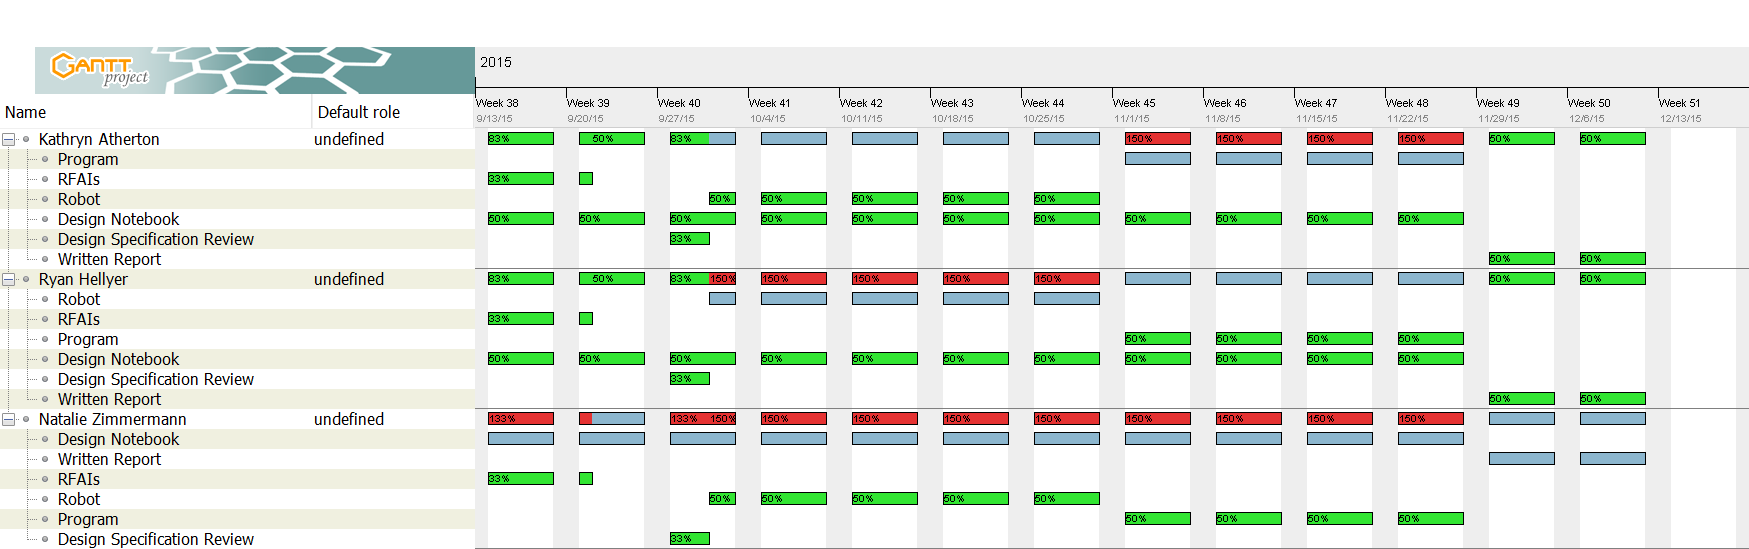 GANTT project
2015
Name Default role
Week 38 Week 39 Week 40 Week 41 Week 42 Week 43 Week 44 Week 45 Week 46 Week 47 Week 48 Week 49 Week 50 Week 51
9/13/15 9/20/15 9/27/15 10/4/15 10/11/15 10/18/15 10/25/15 11/1/15 11/8/15 11/15/15 11/22/15 11/29/15 12/6/15 12/13/15
Kathryn Atherton undefined 83% 50% 83% 150% 150% 150% 150% 50% 50%
Program
RFAIs 33%
Robot 50% 50% 50% 50% 50%
Design Notebook 50% 50% 50% 50% 50% 50% 50% 50% 50% 50% 50%
Design Specification Review 33%
Written Report 50% 50%
Ryan Hellyer undefined 83% 50% 83% 150% 150% 150% 150% 150% 50% 50%
Robot
RFAIs 33%
Program 50% 50% 50% 50%
Design Notebook 50% 50% 50% 50% 50% 50% 50% 50% 50% 50% 50%
Design Specification Review 33%
Written Report 50% 50%
Natalie Zimmermann undefined 133% 133% 150% 150% 150% 150% 150% 150% 150% 150% 150%
Design Notebook
Written Report
RFAIs 33%
Robot 50% 50% 50% 50% 50%
Program 50% 50% 50% 50%
Design Specification Review 33%